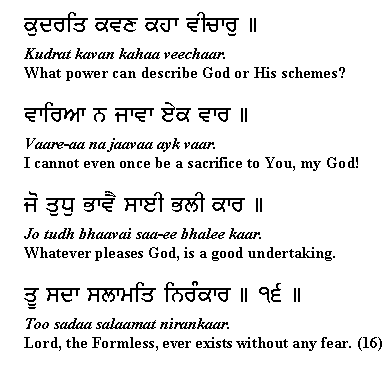 ਕੁਦਰਤਿ ਕਵਣ ਕਹਾ ਵੀਚਾਰੁ ॥
Kudrat kavan kahaa veechaar.
What power can describe God or His schemes?
ਵਾਰਿਆ ਨ ਜਾਵਾ ਏਕ ਵਾਰ ॥
Vaare-aa na jaavaa ayk vaar.
I cannot even once be a sacrifice to You, my God!
ਜੋ ਤੁਧੁ ਭਾਵੈ ਸਾਈ ਭਲੀ ਕਾਰ ॥
Jo tudh bhaavai saa-ee bhalee kaar.
Whatever pleases God, is a good undertaking.
ਤੂ ਸਦਾ ਸਲਾਮਤਿ ਨਿਰੰਕਾਰ ॥ ੧੬ ॥
Too sadaa salaamat nirankaar.
Lord, the Formless, ever exists without any fear. (16)